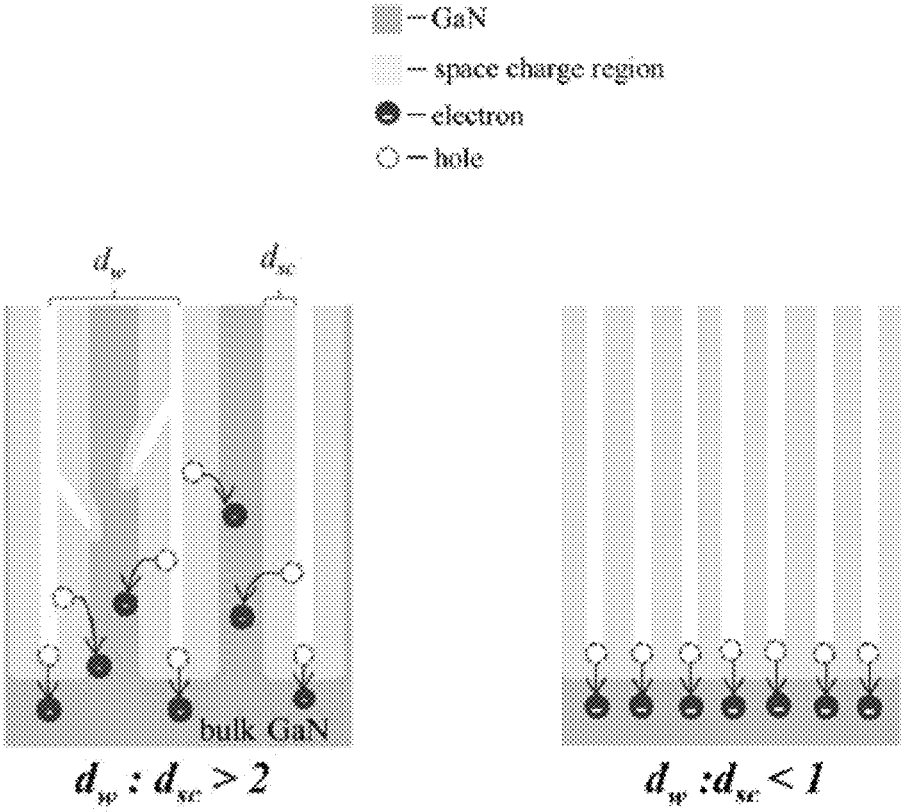 — GaN
— space charge region
— electron
— hole
d_w
d_sc
bulk GaN
d_w : d_sc > 2
d_w :d_sc < 1